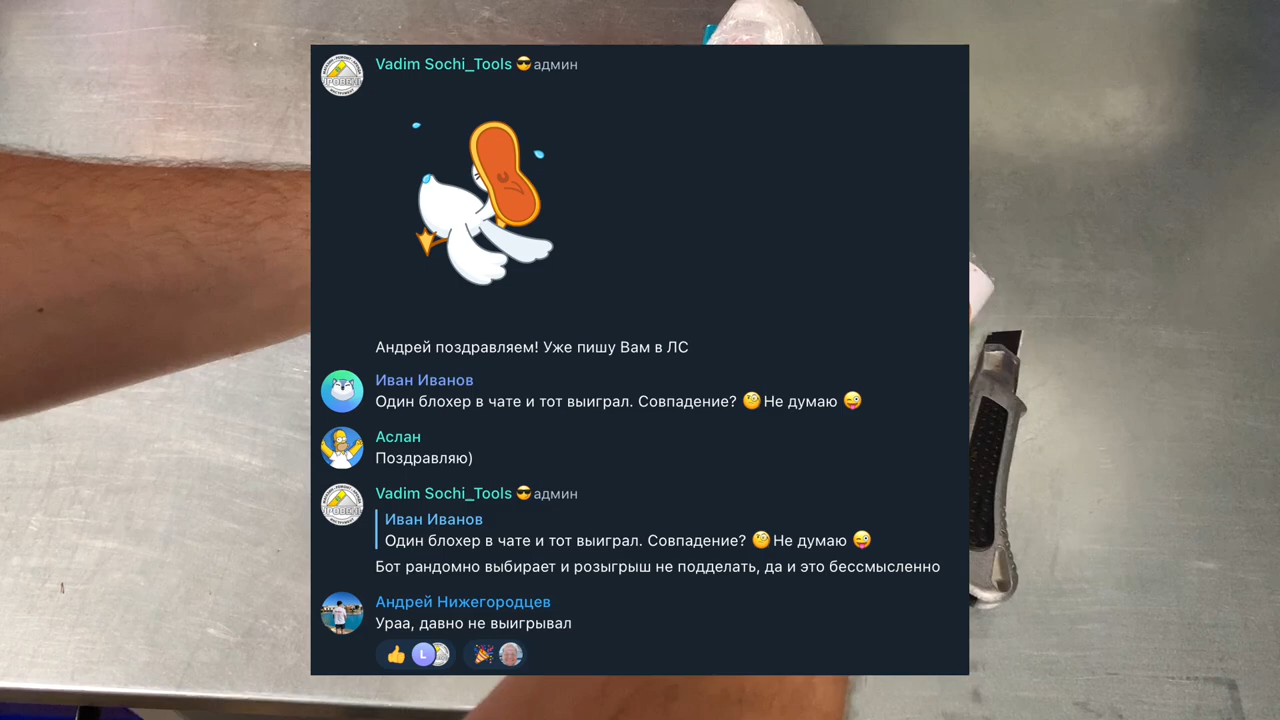 Vadim Sochi_Tools 😎 админ
Андрей поздравляем! Уже пишу Вам в ЛС
Иван Иванов
Один блохер в чате и тот выиграл. Совпадение? 🧐 Не думаю 😜
Аслан
Поздравляю)
Vadim Sochi_Tools 😎 админ
Иван Иванов
Один блохер в чате и тот выиграл. Совпадение? 🧐 Не думаю 😜
Бот рандомно выбирает и розыгрыш не подделать, да и это бессмысленно
Андрей Нижегородцев
Ураа, давно не выигрывал
L